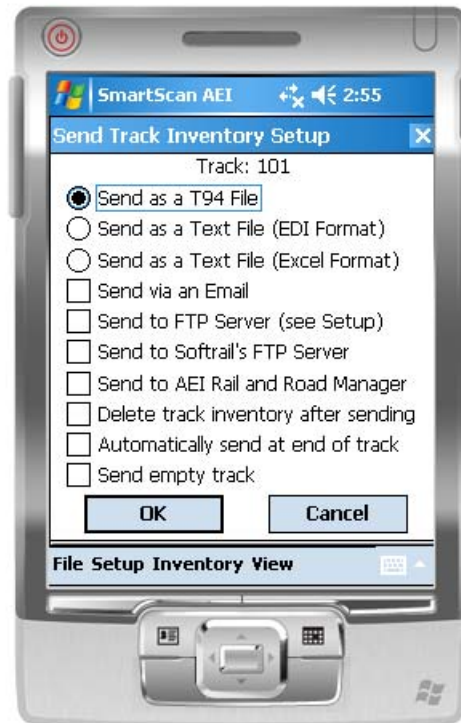 SmartScan AEI 2:55
Send Track Inventory Setup
Track: 101
Send as a T94 File
Send as a Text File (EDI Format)
Send as a Text File (Excel Format)
Send via an Email
Send to FTP Server (see Setup)
Send to Softrail's FTP Server
Send to AEI Rail and Road Manager
Delete track inventory after sending
Automatically send at end of track
Send empty track
OK Cancel
File Setup Inventory View